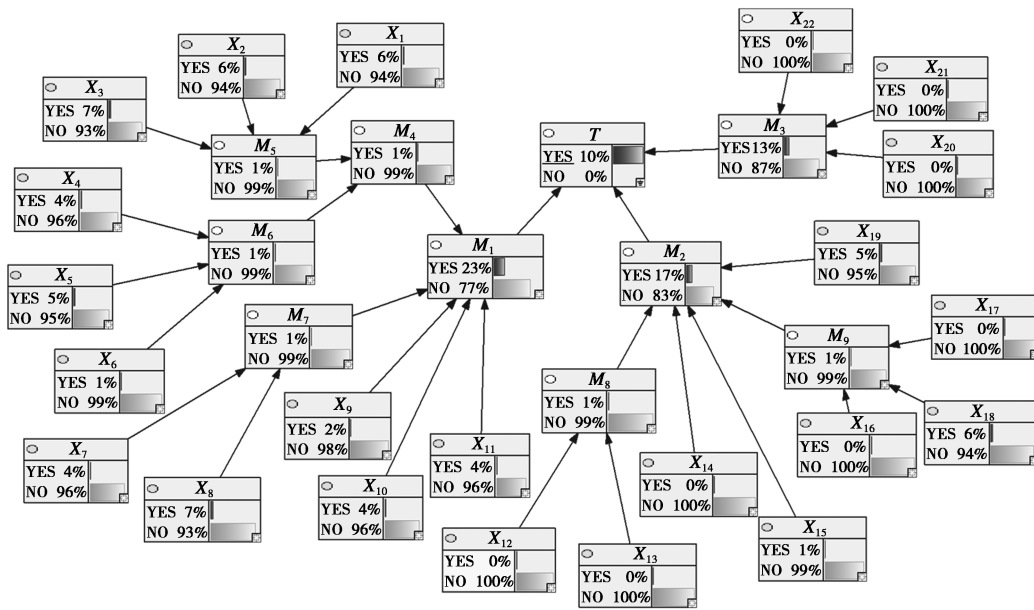 X₂₂
YES 0%
NO 100%
X₁
YES 6%
NO 94%
X₂
YES 6%
NO 94%
X₂₁
YES 0%
NO 100%
X₃
YES 7%
NO 93%
M₃
YES 13%
NO 87%
M₄
YES 1%
NO 99%
T
YES 10%
NO 0%
X₂₀
YES 0%
NO 100%
M₅
YES 1%
NO 99%
X₄
YES 4%
NO 96%
M₆
YES 1%
NO 99%
X₁₉
YES 5%
NO 95%
M₁
YES 23%
NO 77%
M₂
YES 17%
NO 83%
X₅
YES 5%
NO 95%
X₁₇
YES 0%
NO 100%
M₇
YES 1%
NO 99%
M₉
YES 1%
NO 99%
X₆
YES 1%
NO 99%
M₈
YES 1%
NO 99%
X₉
YES 2%
NO 98%
X₁₈
YES 6%
NO 94%
X₁₆
YES 0%
NO 100%
X₁₁
YES 4%
NO 96%
X₇
YES 4%
NO 96%
X₁₄
YES 0%
NO 100%
X₈
YES 7%
NO 93%
X₁₀
YES 4%
NO 96%
X₁₅
YES 1%
NO 99%
X₁₂
YES 0%
NO 100%
X₁₃
YES 0%
NO 100%